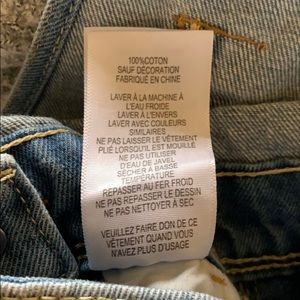 100%COTON
SAUF DÉCORATION
FABRIQUÉ EN CHINE
LAVER À LA MACHINE À
L'EAU FROIDE
LAVER À L'ENVERS
LAVER AVEC COULEURS
SIMILAIRES
NE PAS LAISSER LE VÊTEMENT
PLIÉ LORSQU'IL EST MOUILLÉ
NE PAS UTILISER
D'EAU DE JAVEL
SÉCHER À BASSE
TEMPÉRATURE
REPASSER AU FER FROID
NE PAS REPASSER LE DESSIN
NE PAS NETTOYER À SEC
VEUILLEZ FAIRE DON DE CE
VÊTEMENT QUAND VOUS
N'AVEZ PLUS D'USAGE